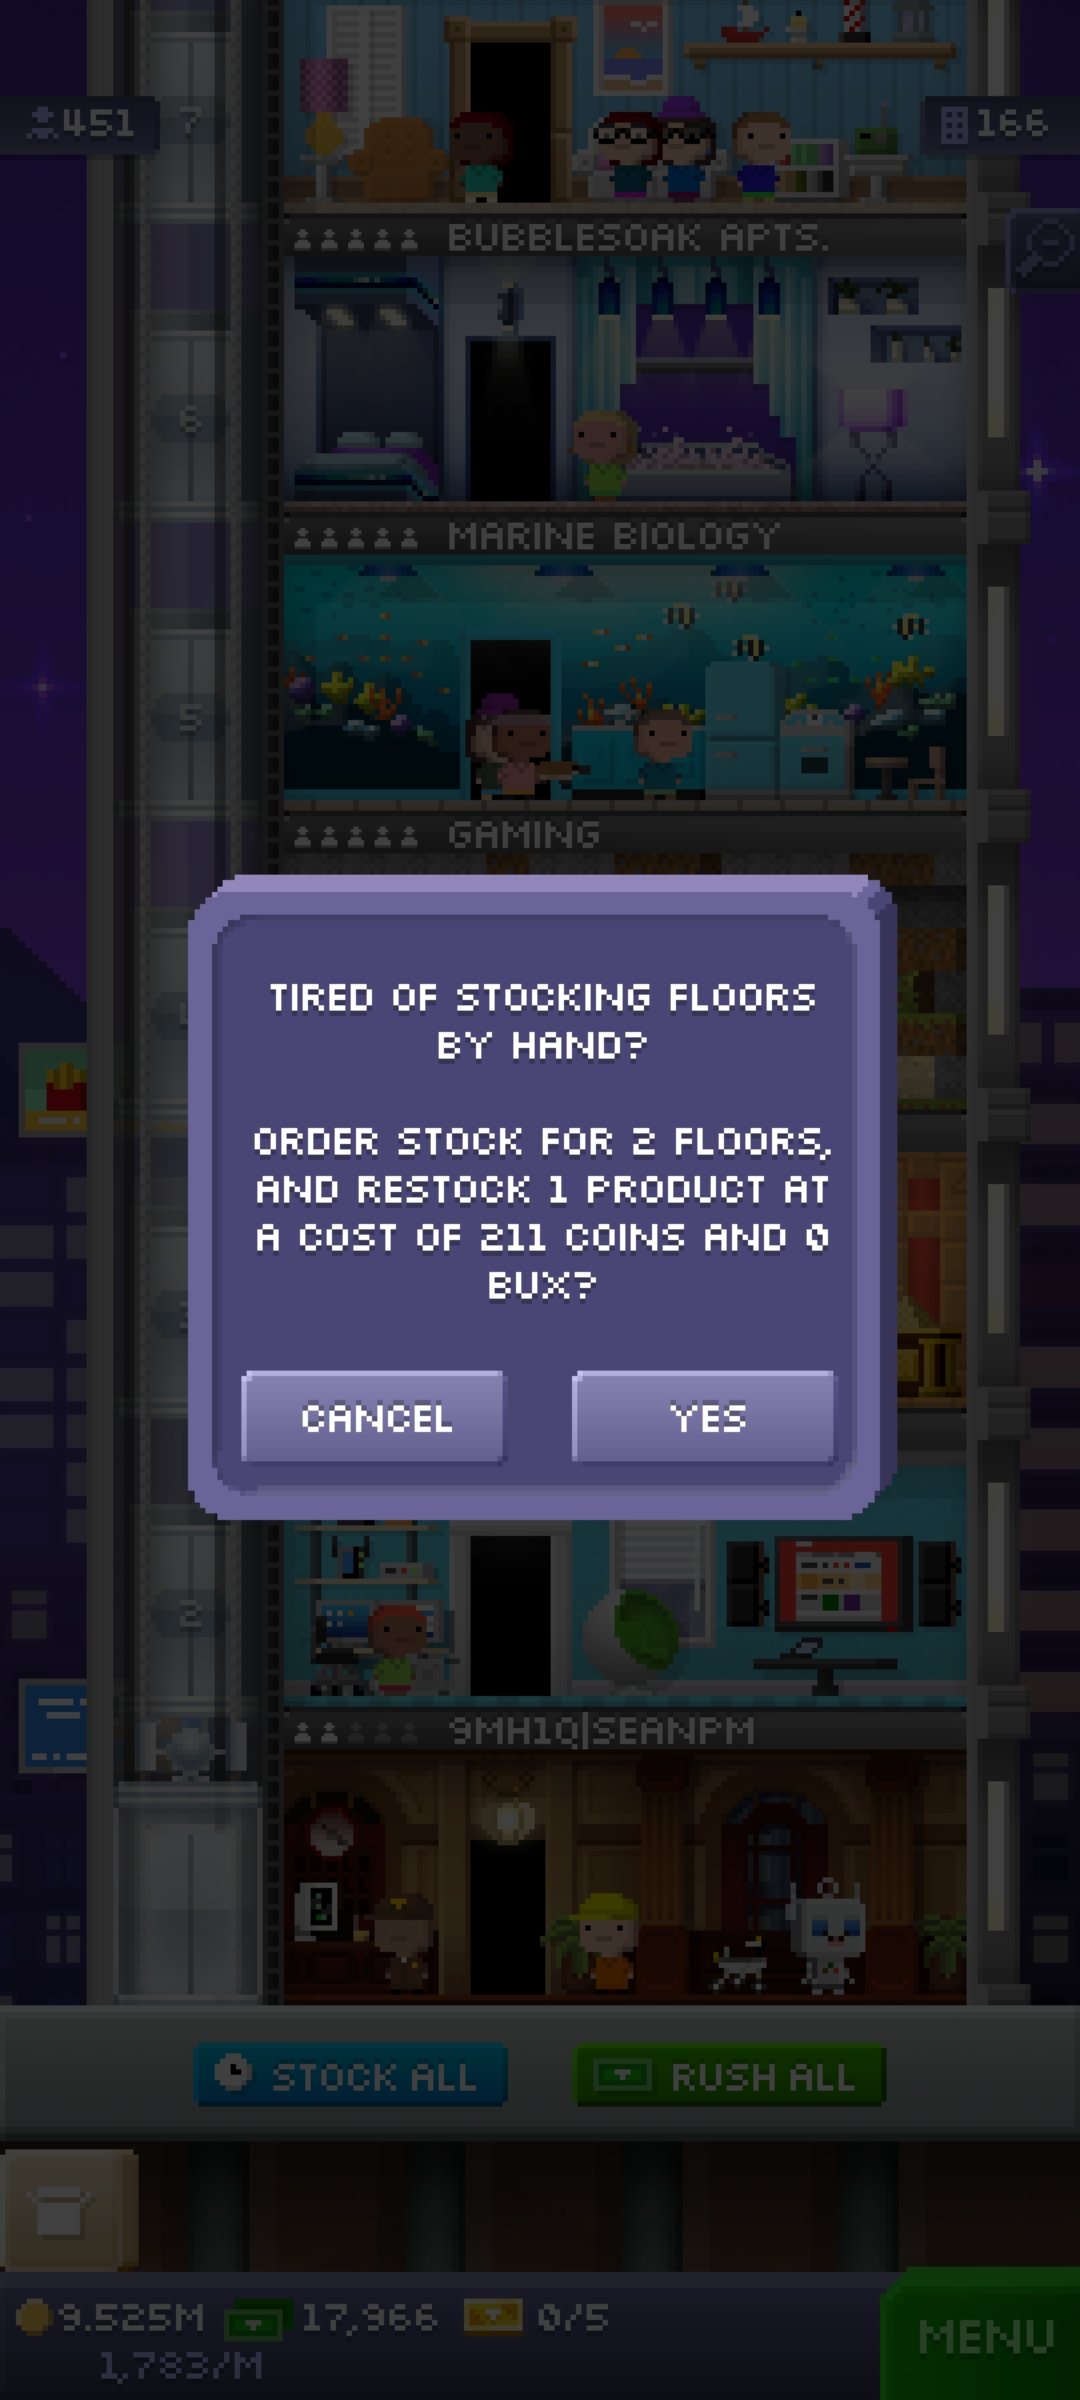 451
7
166
BUBBLESOAK APTS.
6
MARINE BIOLOGY
5
GAMING
TIRED OF STOCKING FLOORS
BY HAND?
ORDER STOCK FOR 2 FLOORS,
AND RESTOCK 1 PRODUCT AT
A COST OF 211 COINS AND 0
BUX?
CANCEL
YES
2
9MH1Q|SEANPM
STOCK ALL
RUSH ALL
9.525M
17,966
0/5
1,783/M
MENU